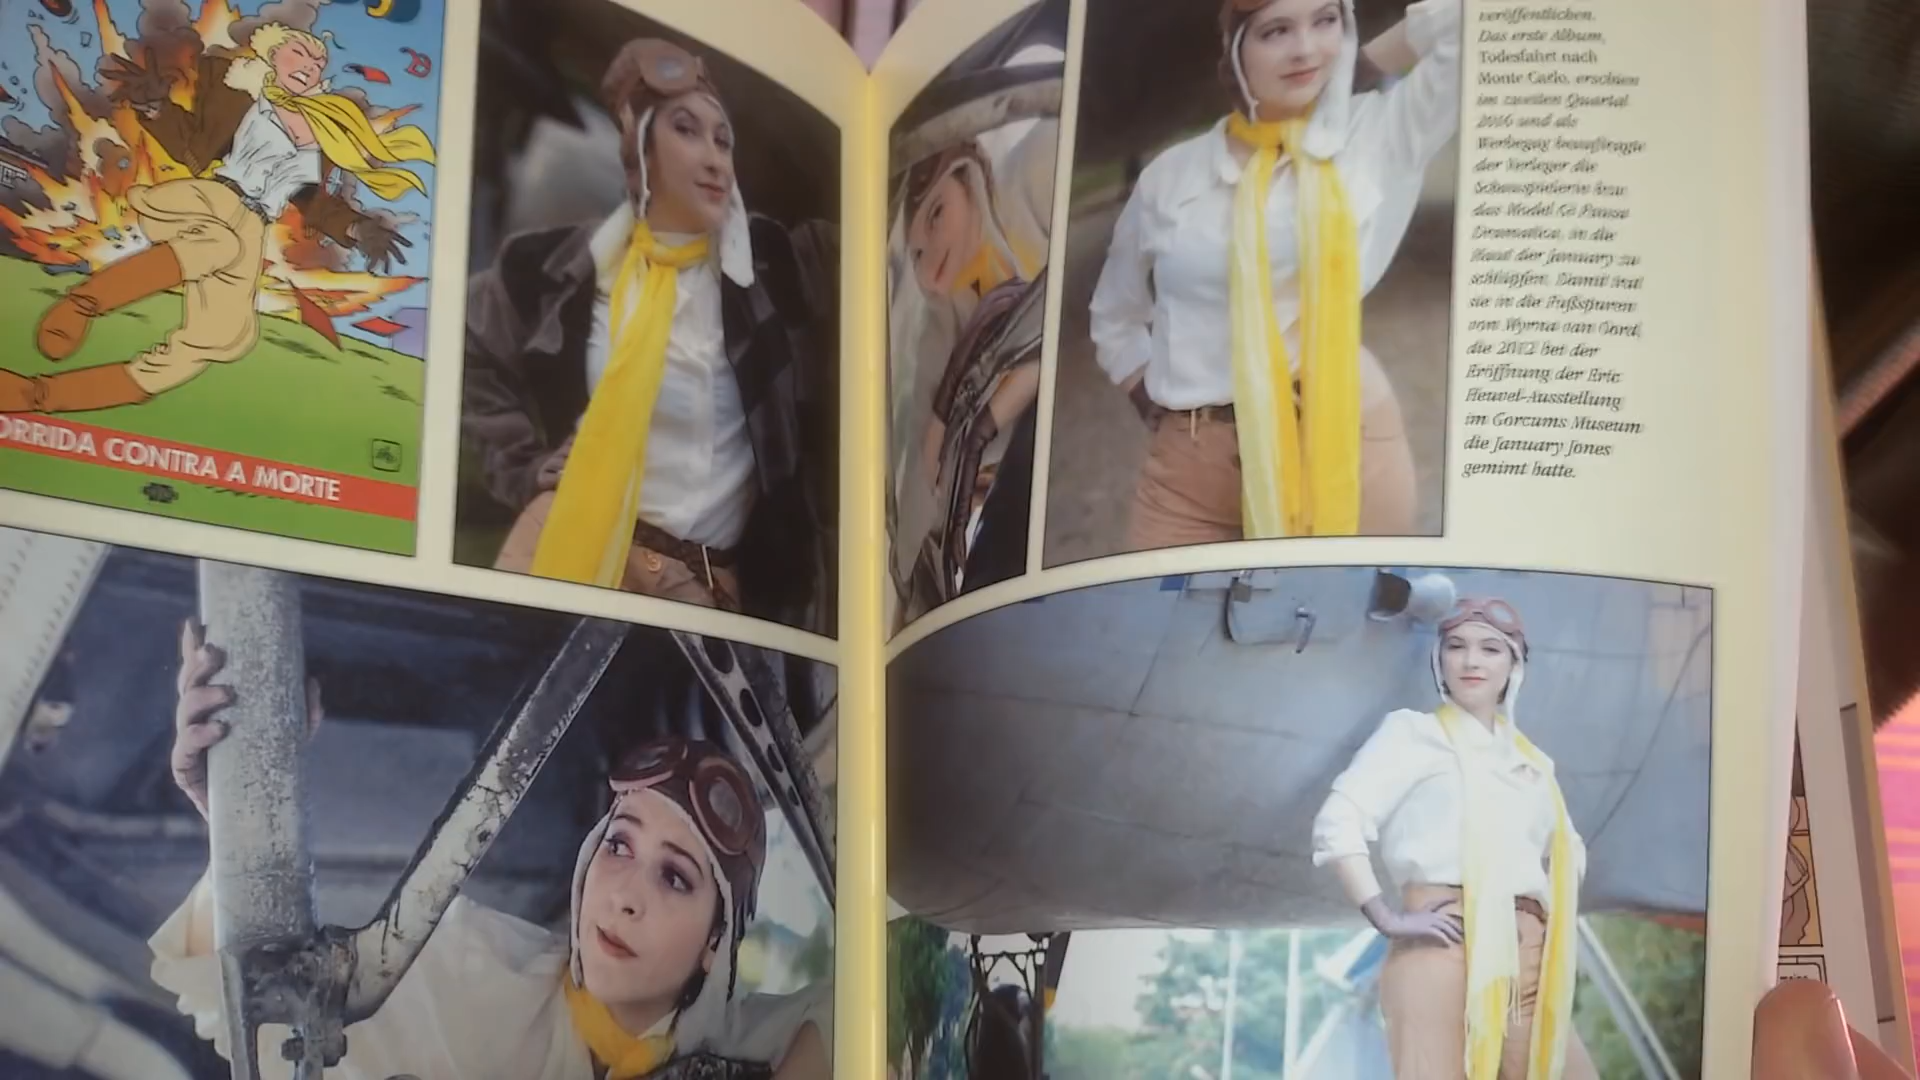 ORRIDA CONTRA A MORTE
veröffentlichen.
Das erste Album,
Todesfahrt nach
Monte Carlo, erschien
im zweiten Quartal
2016 und als
Werbegag beauftragte
der Verleger die
Schauspielerin
das Model
in die
Haut der January zu
schlüpfen. Damit trat
sie in die Fußspuren
von Myrna van
die 2012 bei der
Eröffnung der Eric
Heuvel-Ausstellung
im Gorcums Museum
die January Jones
gemimt hatte.